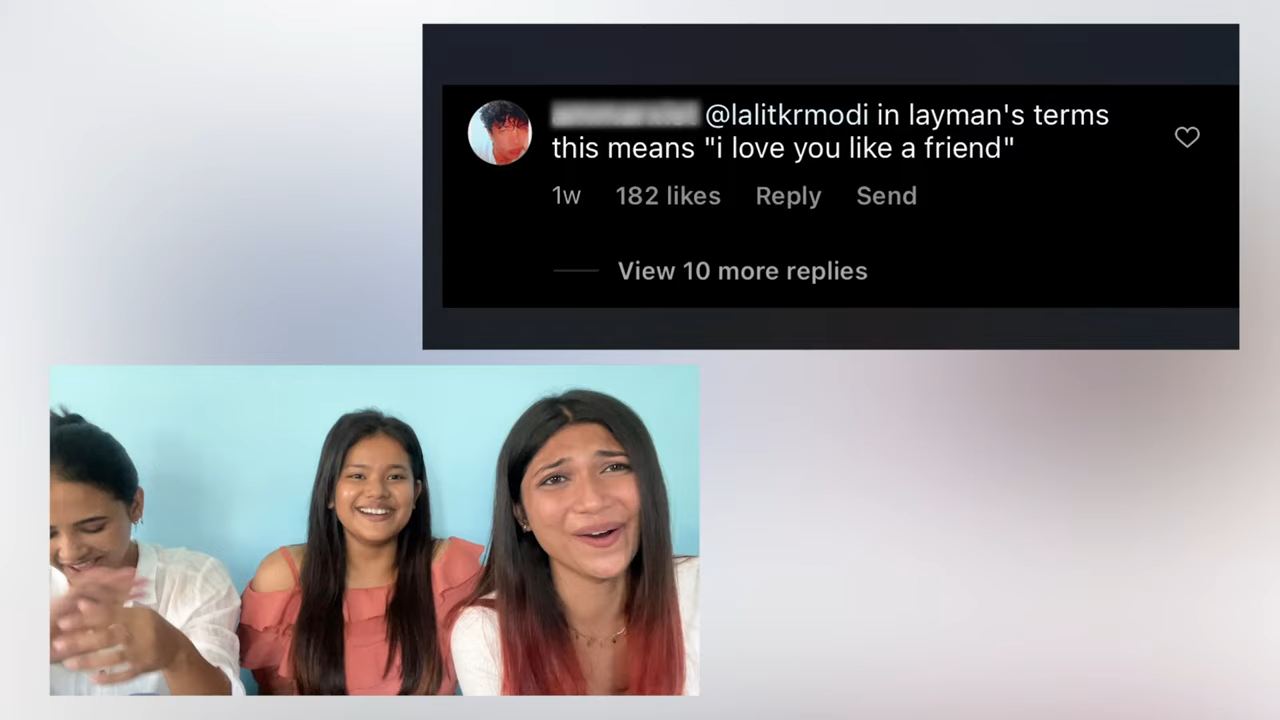 @lalitkrmodi in layman's terms
this means "i love you like a friend"
1w 182 likes Reply Send
View 10 more replies